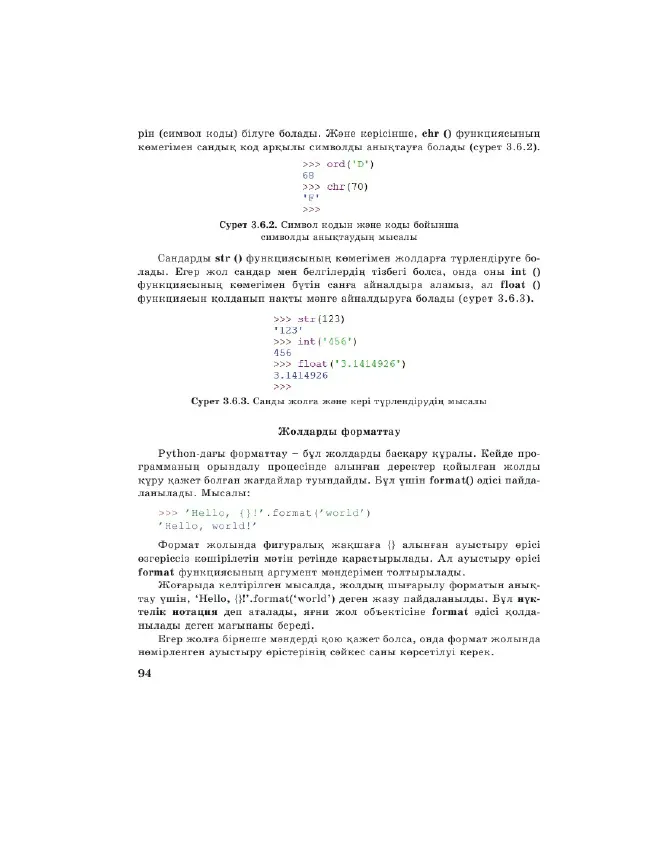 рін (символ коды) білуге болады. Және керісінше, chr () функциясының
көмегімен сандық код арқылы символды анықтауға болады (сурет 3.6.2).
>>> ord('D')
68
>>> chr(70)
'F'
>>>
Сурет 3.6.2. Символ кодын және коды бойынша
символды анықтаудың мысалы
Сандарды str () функциясының көмегімен жолдарға түрлендіруге бо-
лады. Егер жол сандар мен белгілердің тізбегі болса, онда оны int ()
функциясының көмегімен бүтін санға айналдыра аламыз, ал float ()
функциясын қолданып нақты мәнге айналдыруға болады (сурет 3.6.3).
>>> str(123)
'123'
>>> int('456')
456
>>> float('3.1414926')
3.1414926
>>>
Сурет 3.6.3. Санды жолға және кері түрлендірудің мысалы
Жолдарды форматтау
Python-дағы форматтау – бұл жолдарды басқару құралы. Кейде про-
грамманың орындалу процесінде алынған деректер қойылған жолды
құру қажет болған жағдайлар туындайды. Бұл үшін format() әдісі пайда-
ланылады. Мысалы:
>>> ’Hello, {}!’.format(’world’)
’Hello, world!’
Формат жолында фигуралық жақшаға {} алынған ауыстыру өрісі
өзгеріссіз көшірілетін мәтін ретінде қарастырылады. Ал ауыстыру өрісі
format функциясының аргумент мәндерімен толтырылады.
Жоғарыда келтірілген мысалда, жолдың шығарылу форматын анық-
тау үшін, ‘Hello, {}!’.format(‘world’) деген жазу пайдаланылды. Бұл нүк-
телік нотация деп аталады, яғни жол объектісіне format әдісі қолда-
нылады деген мағынаны береді.
Егер жолға бірнеше мәндерді қою қажет болса, онда формат жолында
нөмірленген ауыстыру өрістерінің сәйкес саны көрсетілуі керек.
94